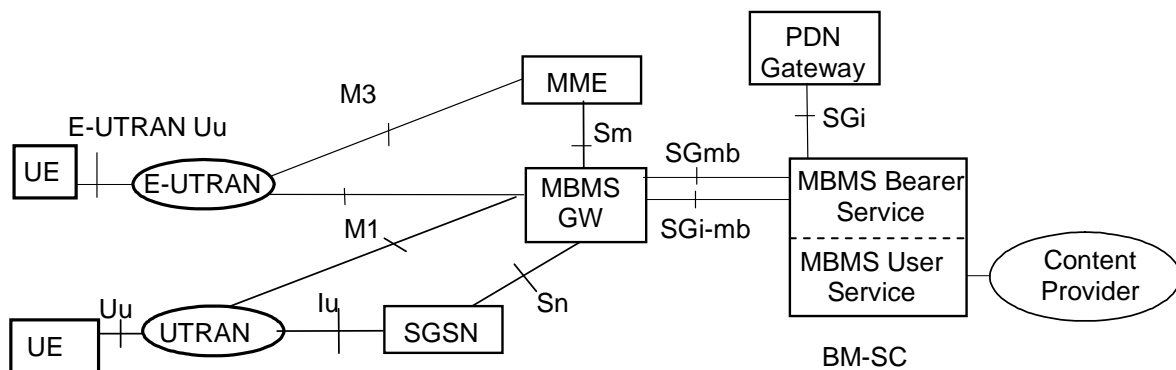 PDN
Gateway
MME
M3
SGi
E-UTRAN Uu
Sm
SGmb
UE
E-UTRAN
MBMS
GW
MBMS Bearer
Service
M1
SGi-mb
MBMS User
Service
Content
Provider
Uu
Iu
Sn
UE
UTRAN
SGSN
BM-SC